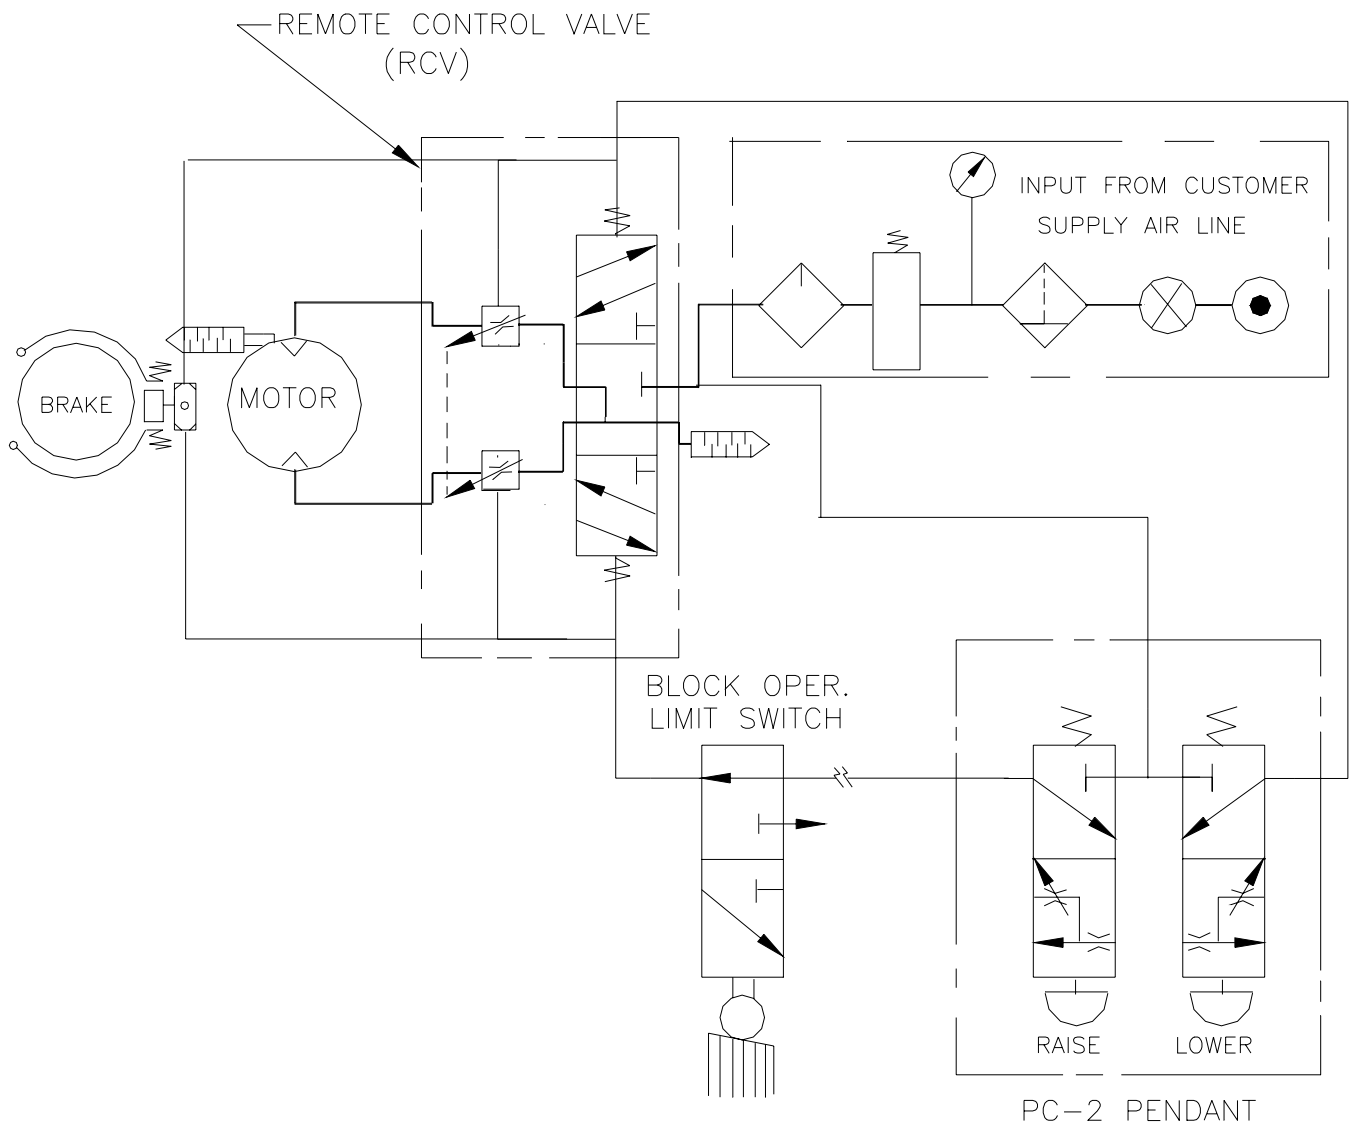 REMOTE CONTROL VALVE
(RCV)
INPUT FROM CUSTOMER
SUPPLY AIR LINE
BRAKE
MOTOR
BLOCK OPER.
LIMIT SWITCH
RAISE
LOWER
PC-2 PENDANT